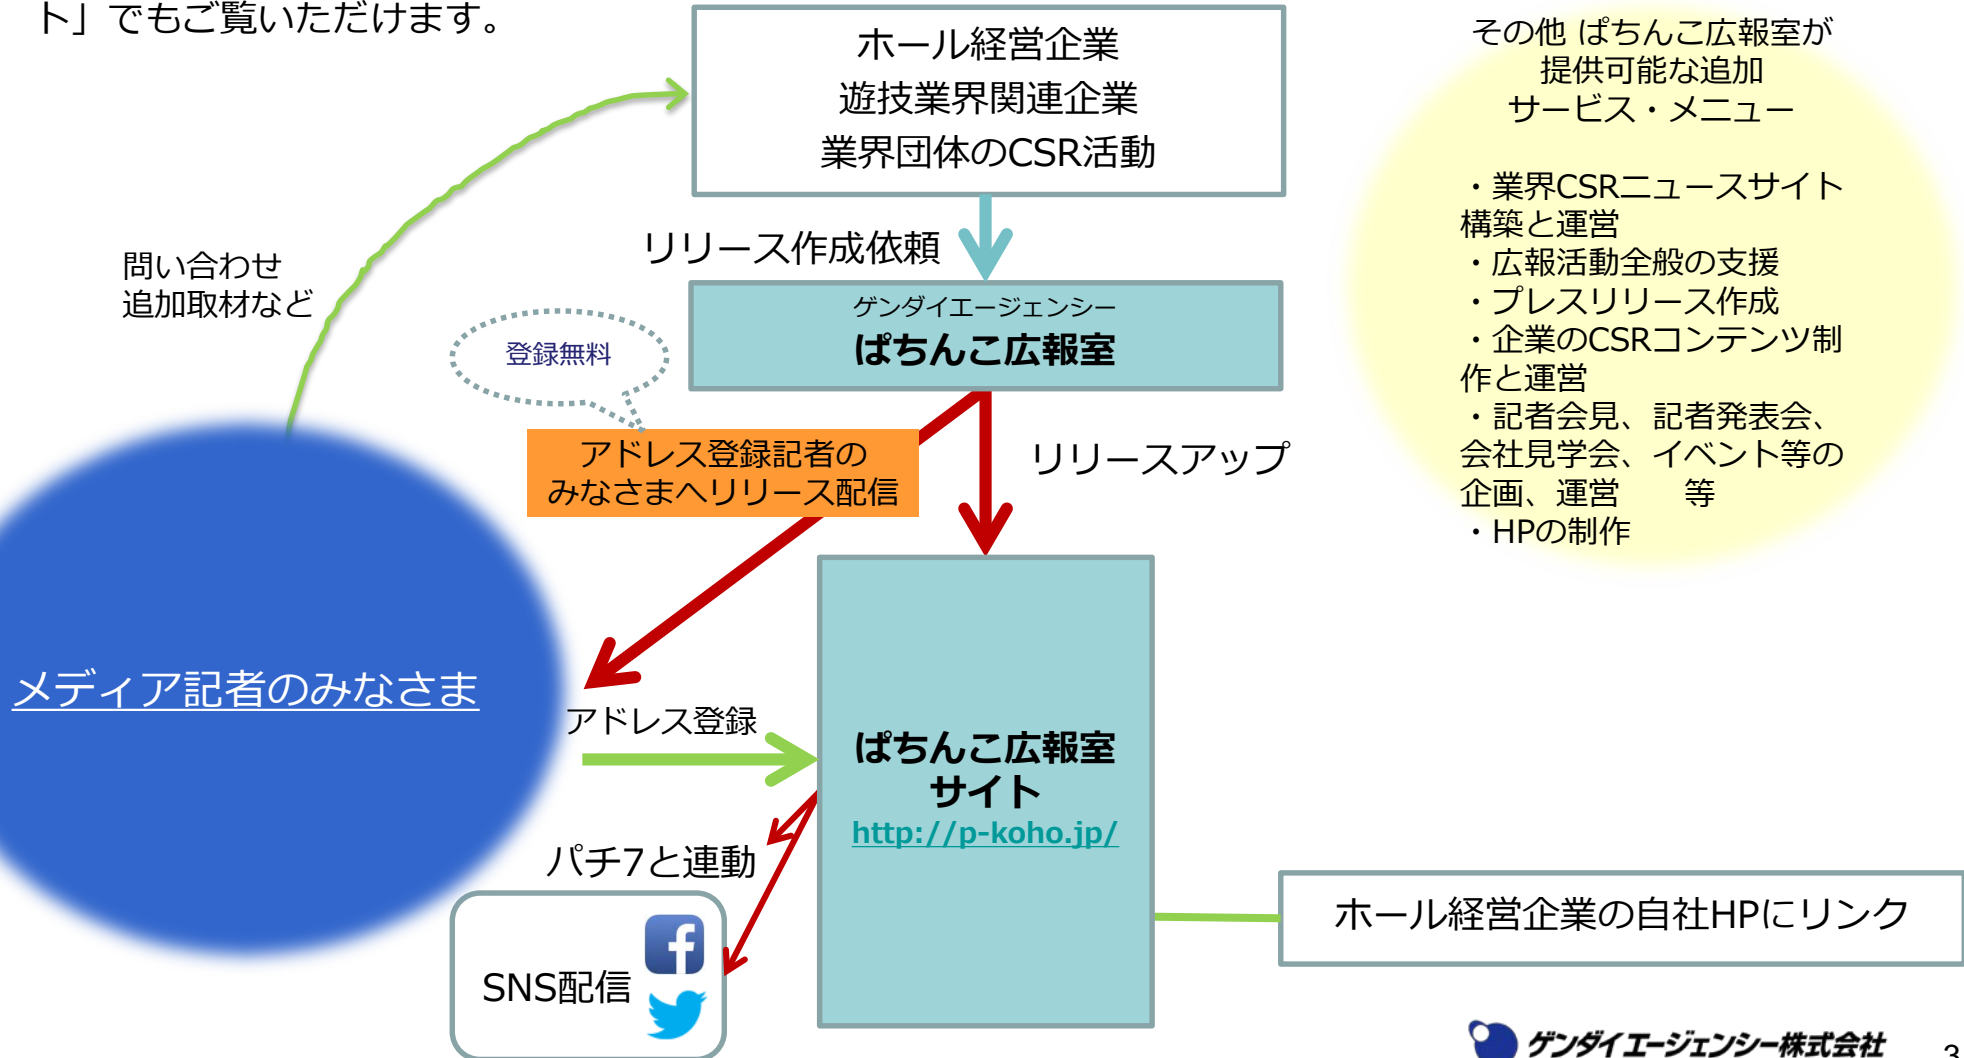 ト」でもご覧いただけます。
ホール経営企業
遊技業界関連企業
業界団体のCSR活動
その他 ぱちんこ広報室が
提供可能な追加
サービス・メニュー
・業界CSRニュースサイト
構築と運営
・広報活動全般の支援
・プレスリリース作成
・企業のCSRコンテンツ制
作と運営
・記者会見、記者発表会、
会社見学会、イベント等の
企画、運営　　等
・HPの制作
リリース作成依頼
問い合わせ
追加取材など
ゲンダイエージェンシー
ぱちんこ広報室
登録無料
アドレス登録記者の
みなさまへリリース配信
リリースアップ
メディア記者のみなさま
アドレス登録
ぱちんこ広報室
サイト
http://p-koho.jp/
パチ7と連動
SNS配信
ホール経営企業の自社HPにリンク
ゲンダイエージェンシー株式会社
3